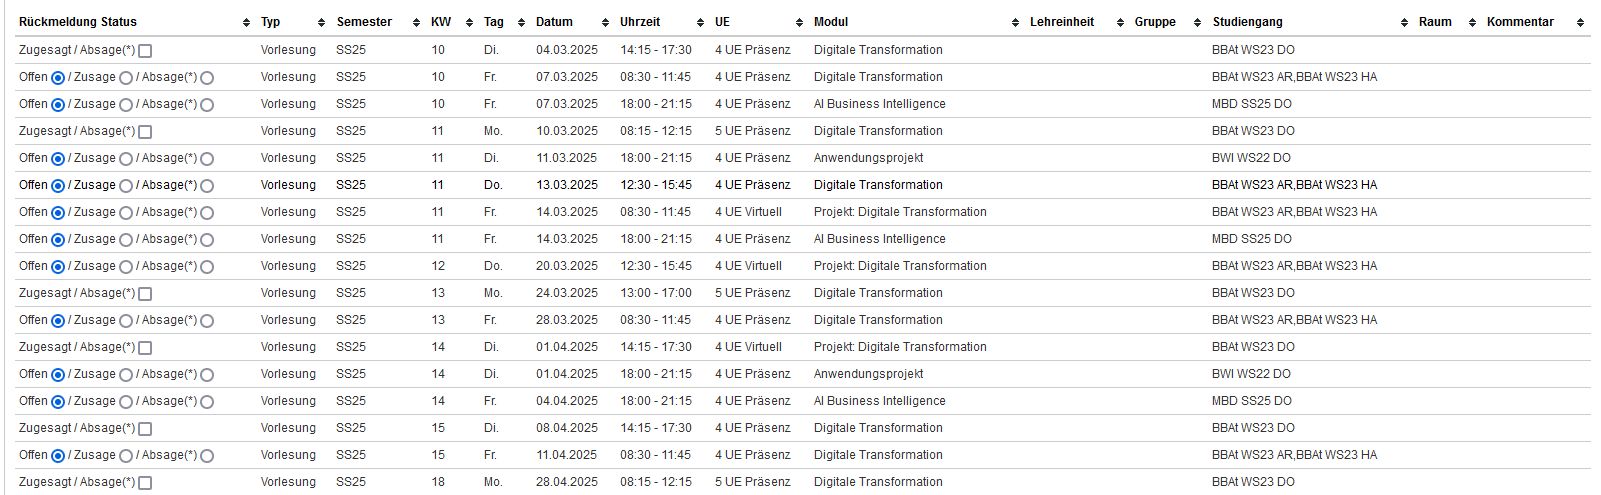 Rückmeldung Status Typ Semester KW Tag Datum Uhrzeit UE Modul Lehreinheit Gruppe Studiengang Raum Kommentar
Zugesagt / Absage(*) Vorlesung SS25 10 Di. 04.03.2025 14:15 - 17:30 4 UE Präsenz Digitale Transformation BBAt WS23 DO
Offen / Zusage / Absage(*) Vorlesung SS25 10 Fr. 07.03.2025 08:30 - 11:45 4 UE Präsenz Digitale Transformation BBAt WS23 AR,BBAt WS23 HA
Offen / Zusage / Absage(*) Vorlesung SS25 10 Fr. 07.03.2025 18:00 - 21:15 4 UE Präsenz AI Business Intelligence MBD SS25 DO
Zugesagt / Absage(*) Vorlesung SS25 11 Mo. 10.03.2025 08:15 - 12:15 5 UE Präsenz Digitale Transformation BBAt WS23 DO
Offen / Zusage / Absage(*) Vorlesung SS25 11 Di. 11.03.2025 18:00 - 21:15 4 UE Präsenz Anwendungsprojekt BWI WS22 DO
Offen / Zusage / Absage(*) Vorlesung SS25 11 Do. 13.03.2025 12:30 - 15:45 4 UE Präsenz Digitale Transformation BBAt WS23 AR,BBAt WS23 HA
Offen / Zusage / Absage(*) Vorlesung SS25 11 Fr. 14.03.2025 08:30 - 11:45 4 UE Virtuell Projekt: Digitale Transformation BBAt WS23 AR,BBAt WS23 HA
Offen / Zusage / Absage(*) Vorlesung SS25 11 Fr. 14.03.2025 18:00 - 21:15 4 UE Präsenz AI Business Intelligence MBD SS25 DO
Offen / Zusage / Absage(*) Vorlesung SS25 12 Do. 20.03.2025 12:30 - 15:45 4 UE Virtuell Projekt: Digitale Transformation BBAt WS23 AR,BBAt WS23 HA
Zugesagt / Absage(*) Vorlesung SS25 13 Mo. 24.03.2025 13:00 - 17:00 5 UE Präsenz Digitale Transformation BBAt WS23 DO
Offen / Zusage / Absage(*) Vorlesung SS25 13 Fr. 28.03.2025 08:30 - 11:45 4 UE Präsenz Digitale Transformation BBAt WS23 AR,BBAt WS23 HA
Zugesagt / Absage(*) Vorlesung SS25 14 Di. 01.04.2025 14:15 - 17:30 4 UE Virtuell Projekt: Digitale Transformation BBAt WS23 DO
Offen / Zusage / Absage(*) Vorlesung SS25 14 Di. 01.04.2025 18:00 - 21:15 4 UE Präsenz Anwendungsprojekt BWI WS22 DO
Offen / Zusage / Absage(*) Vorlesung SS25 14 Fr. 04.04.2025 18:00 - 21:15 4 UE Präsenz AI Business Intelligence MBD SS25 DO
Zugesagt / Absage(*) Vorlesung SS25 15 Di. 08.04.2025 14:15 - 17:30 4 UE Präsenz Digitale Transformation BBAt WS23 DO
Offen / Zusage / Absage(*) Vorlesung SS25 15 Fr. 11.04.2025 08:30 - 11:45 4 UE Präsenz Digitale Transformation BBAt WS23 AR,BBAt WS23 HA
Zugesagt / Absage(*) Vorlesung SS25 18 Mo. 28.04.2025 08:15 - 12:15 5 UE Präsenz Digitale Transformation BBAt WS23 DO